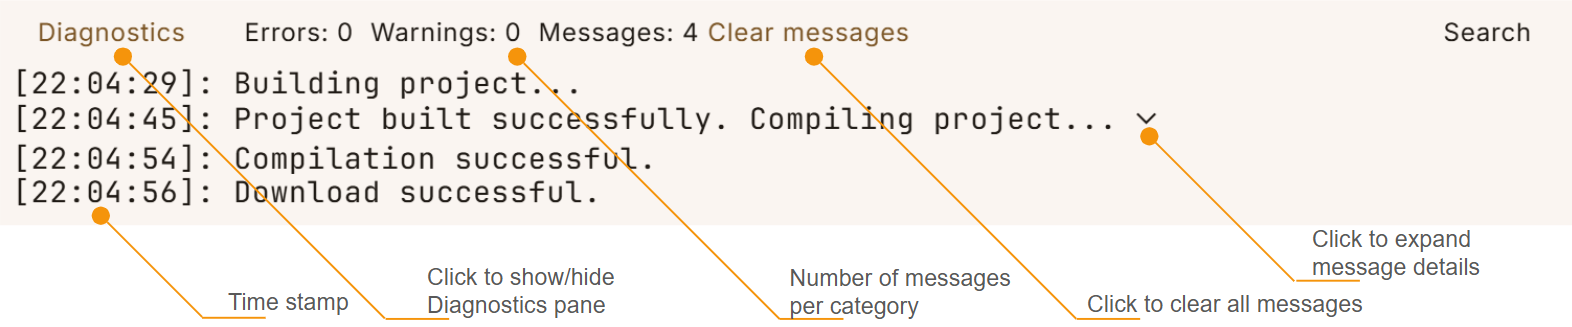 Diagnostics Errors: 0 Warnings: 0 Messages: 4 Clear messages Search
[22:04:29]: Building project...
[22:04:45]: Project built successfully. Compiling project...
[22:04:54]: Compilation successful.
[22:04:56]: Download successful.
Time stamp
Click to show/hide
Diagnostics pane
Number of messages
per category
Click to clear all messages
Click to expand
message details